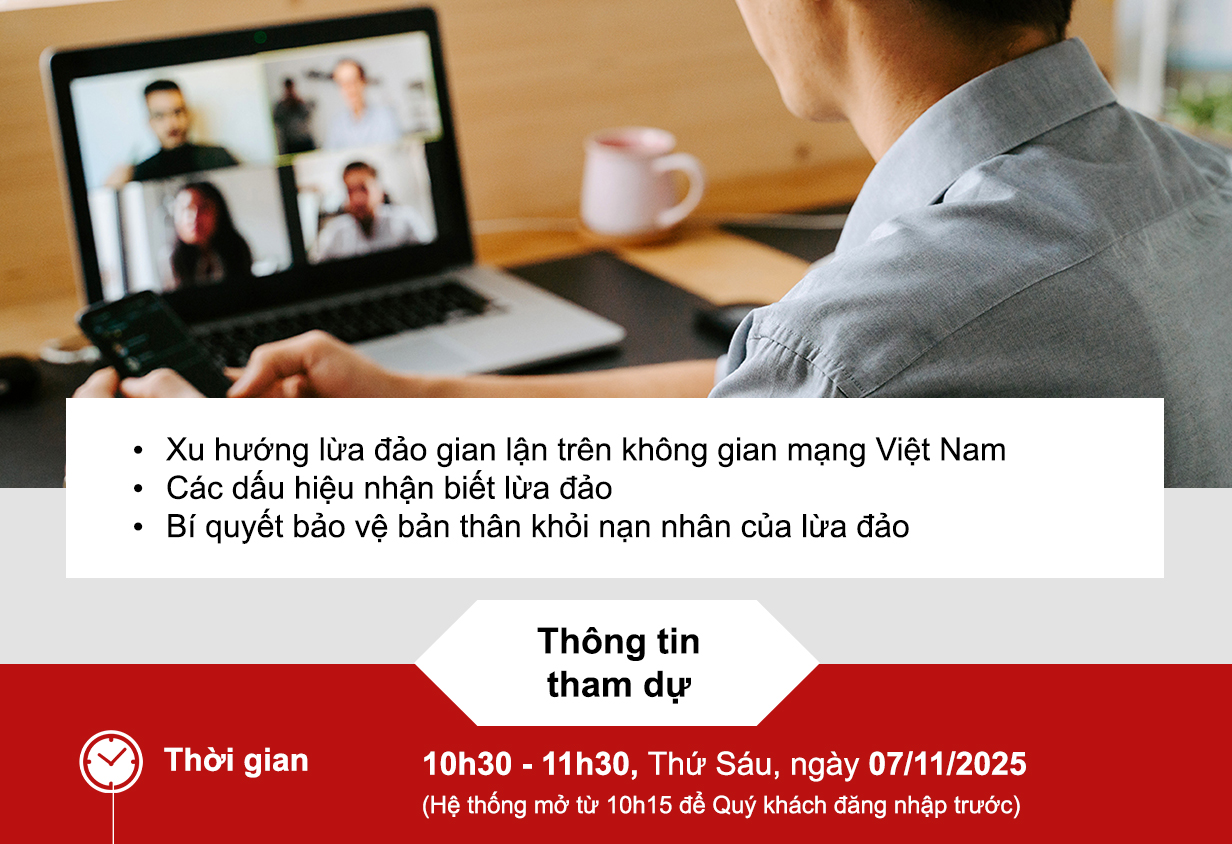 • Xu hướng lừa đảo gian lận trên không gian mạng Việt Nam
• Các dấu hiệu nhận biết lừa đảo
• Bí quyết bảo vệ bản thân khỏi nạn nhân của lừa đảo
Thông tin
tham dự
Thời gian
10h30 - 11h30, Thứ Sáu, ngày 07/11/2025
(Hệ thống mở từ 10h15 để Quý khách đăng nhập trước)